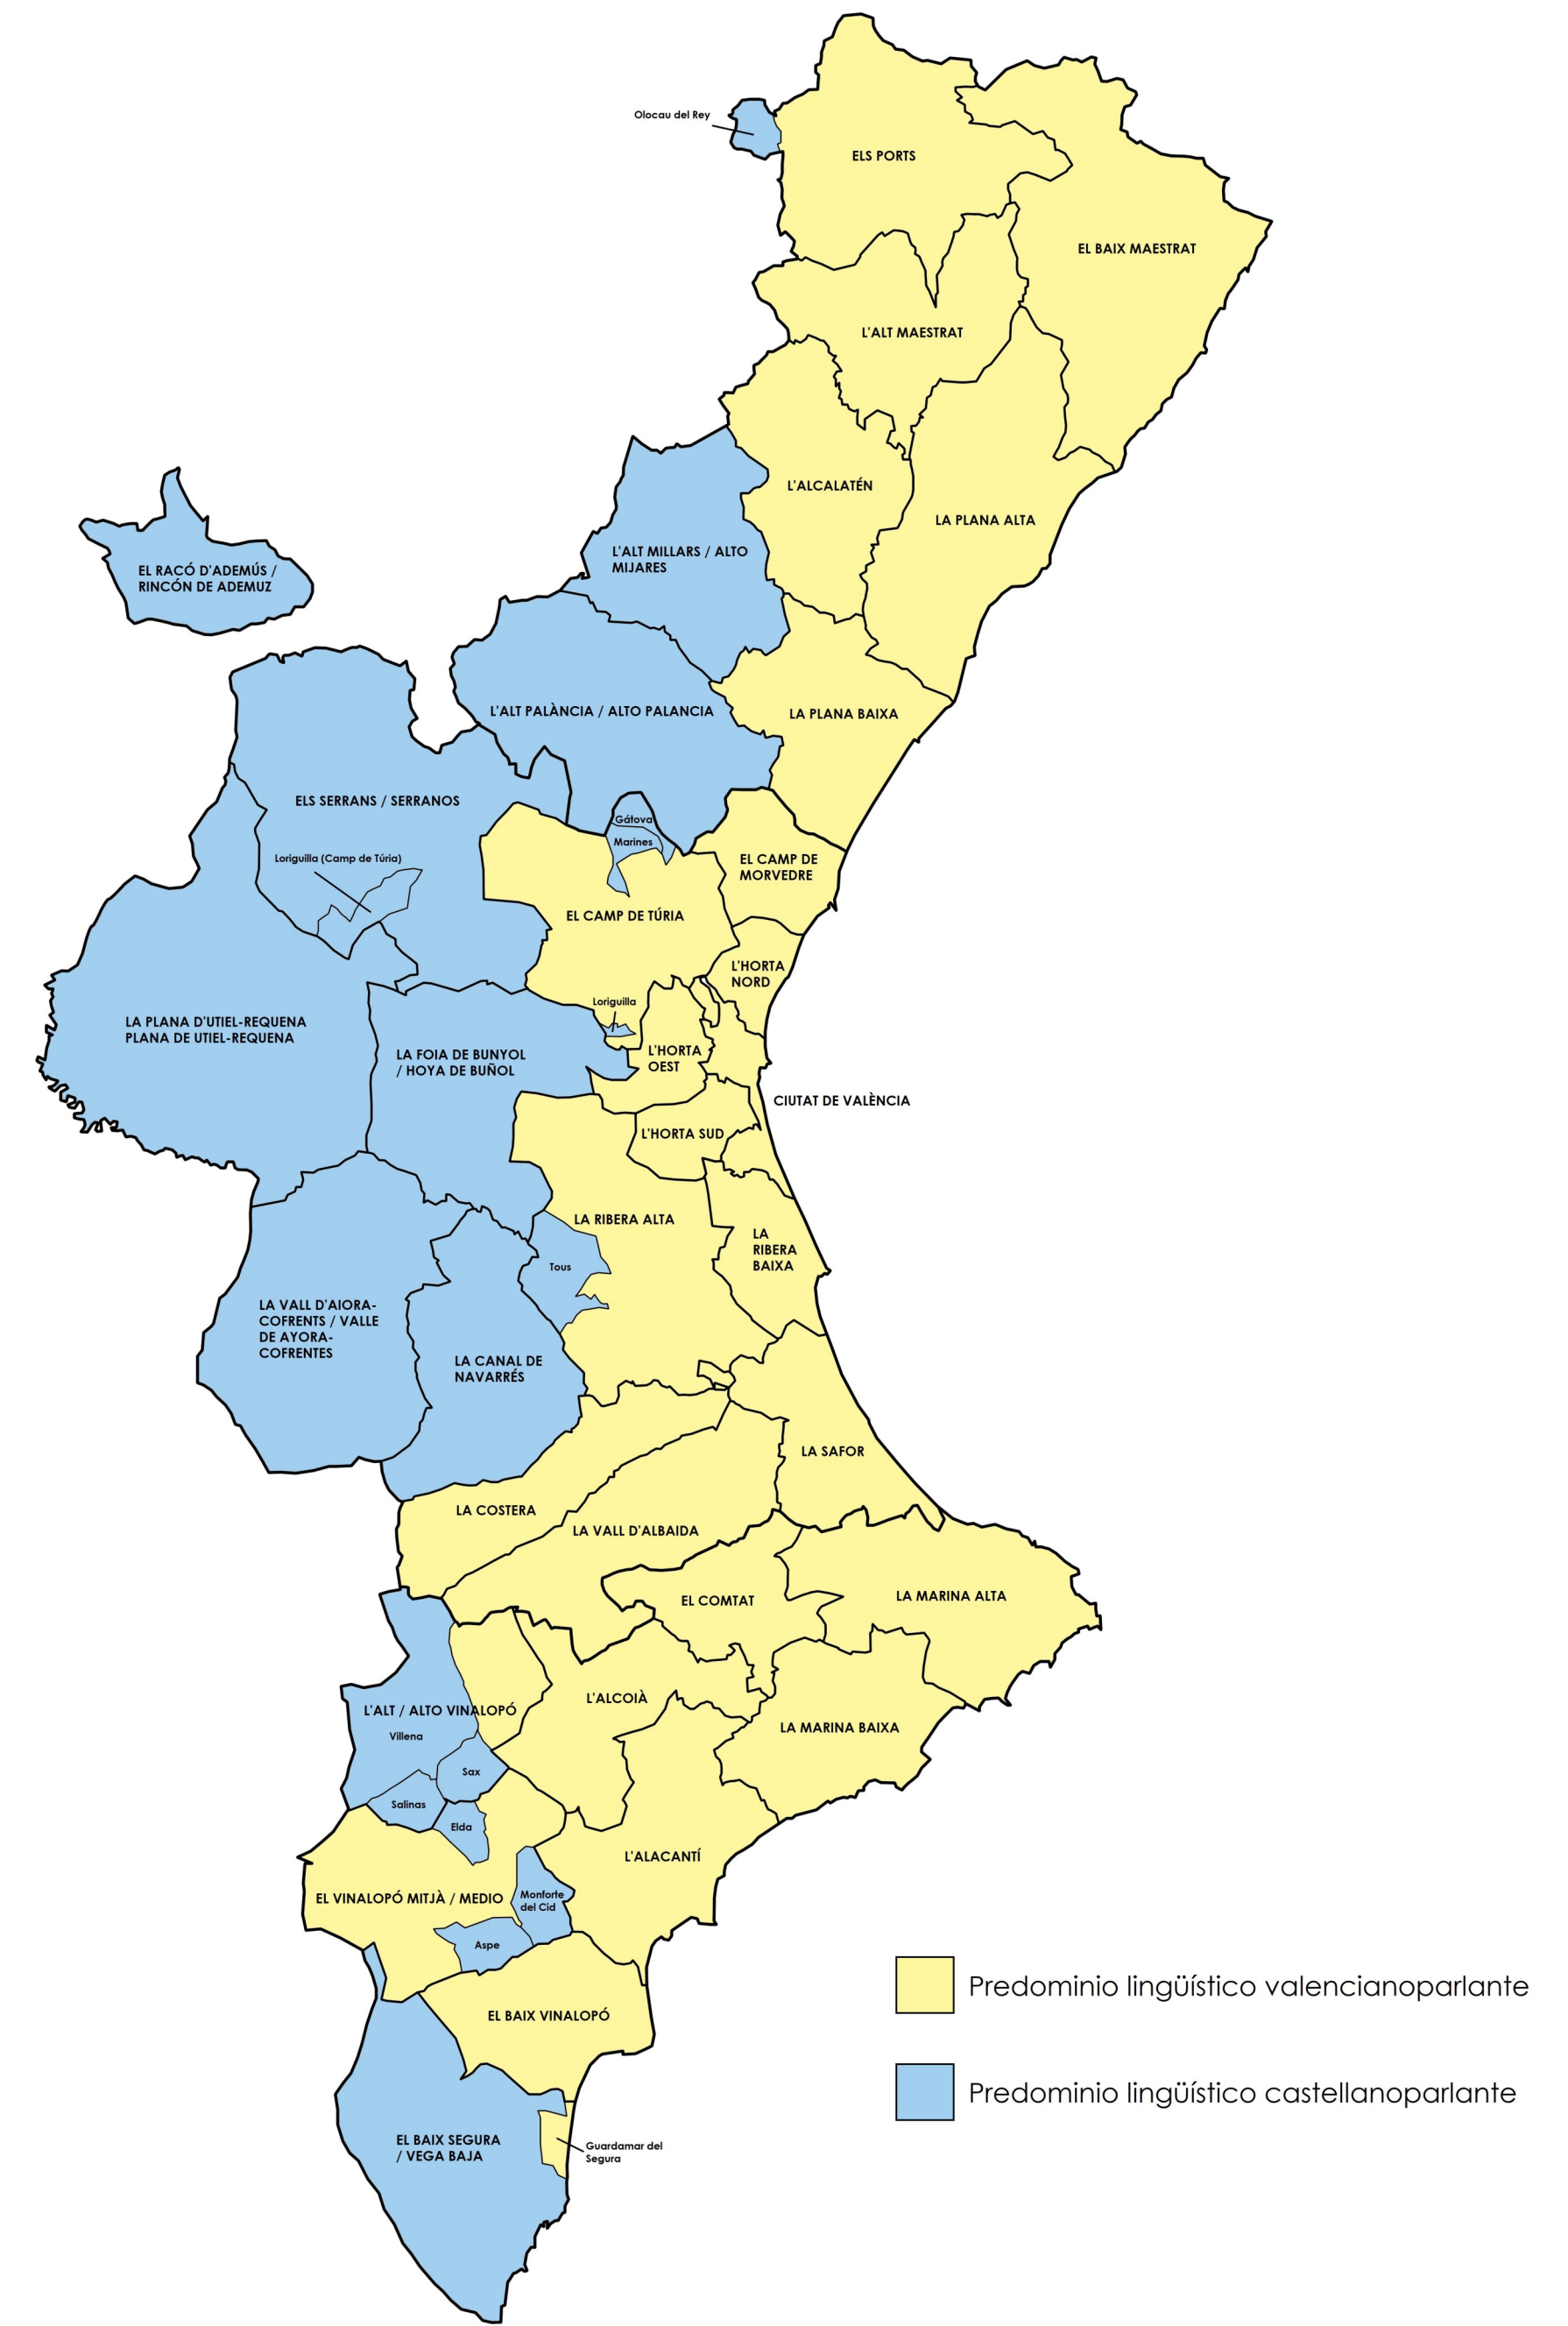 Olocau del Rey
ELS PORTS
EL BAIX MAESTRAT
L'ALT MAESTRAT
L'ALCALATÉN
LA PLANA ALTA
L'ALT MILLARS / ALTO
MIJARES
EL RACÓ D'ADEMÚS /
RINCÓN DE ADEMUZ
L'ALT PALÀNCIA / ALTO PALANCIA
LA PLANA BAIXA
ELS SERRANS / SERRANOS
Gátova
Marines
Loriguilla (Camp de Túria)
EL CAMP DE
MORVEDRE
EL CAMP DE TÚRIA
L'HORTA
NORD
Loriguilla
LA PLANA D'UTIEL-REQUENA
PLANA DE UTIEL-REQUENA
LA FOIA DE BUNYOL
/ HOYA DE BUÑOL
L'HORTA
OEST
CIUTAT DE VALÈNCIA
L'HORTA SUD
LA RIBERA ALTA
LA
RIBERA
BAIXA
Tous
LA VALL D'AIORA-
COFRENTS / VALLE
DE AYORA-
COFRENTES
LA CANAL DE
NAVARRÉS
LA SAFOR
LA COSTERA
LA VALL D'ALBAIDA
EL COMTAT
LA MARINA ALTA
L'ALCOIÀ
L'ALT / ALTO VINALOPÓ
LA MARINA BAIXA
Villena
Sax
Salinas
Elda
L'ALACANTÍ
EL VINALOPÓ MITJÀ / MEDIO
Monforte
del Cid
Aspe
EL BAIX VINALOPÓ
EL BAIX SEGURA
/ VEGA BAJA
Guardamar del
Segura
Predominio lingüístico valencianoparlante
Predominio lingüístico castellanoparlante